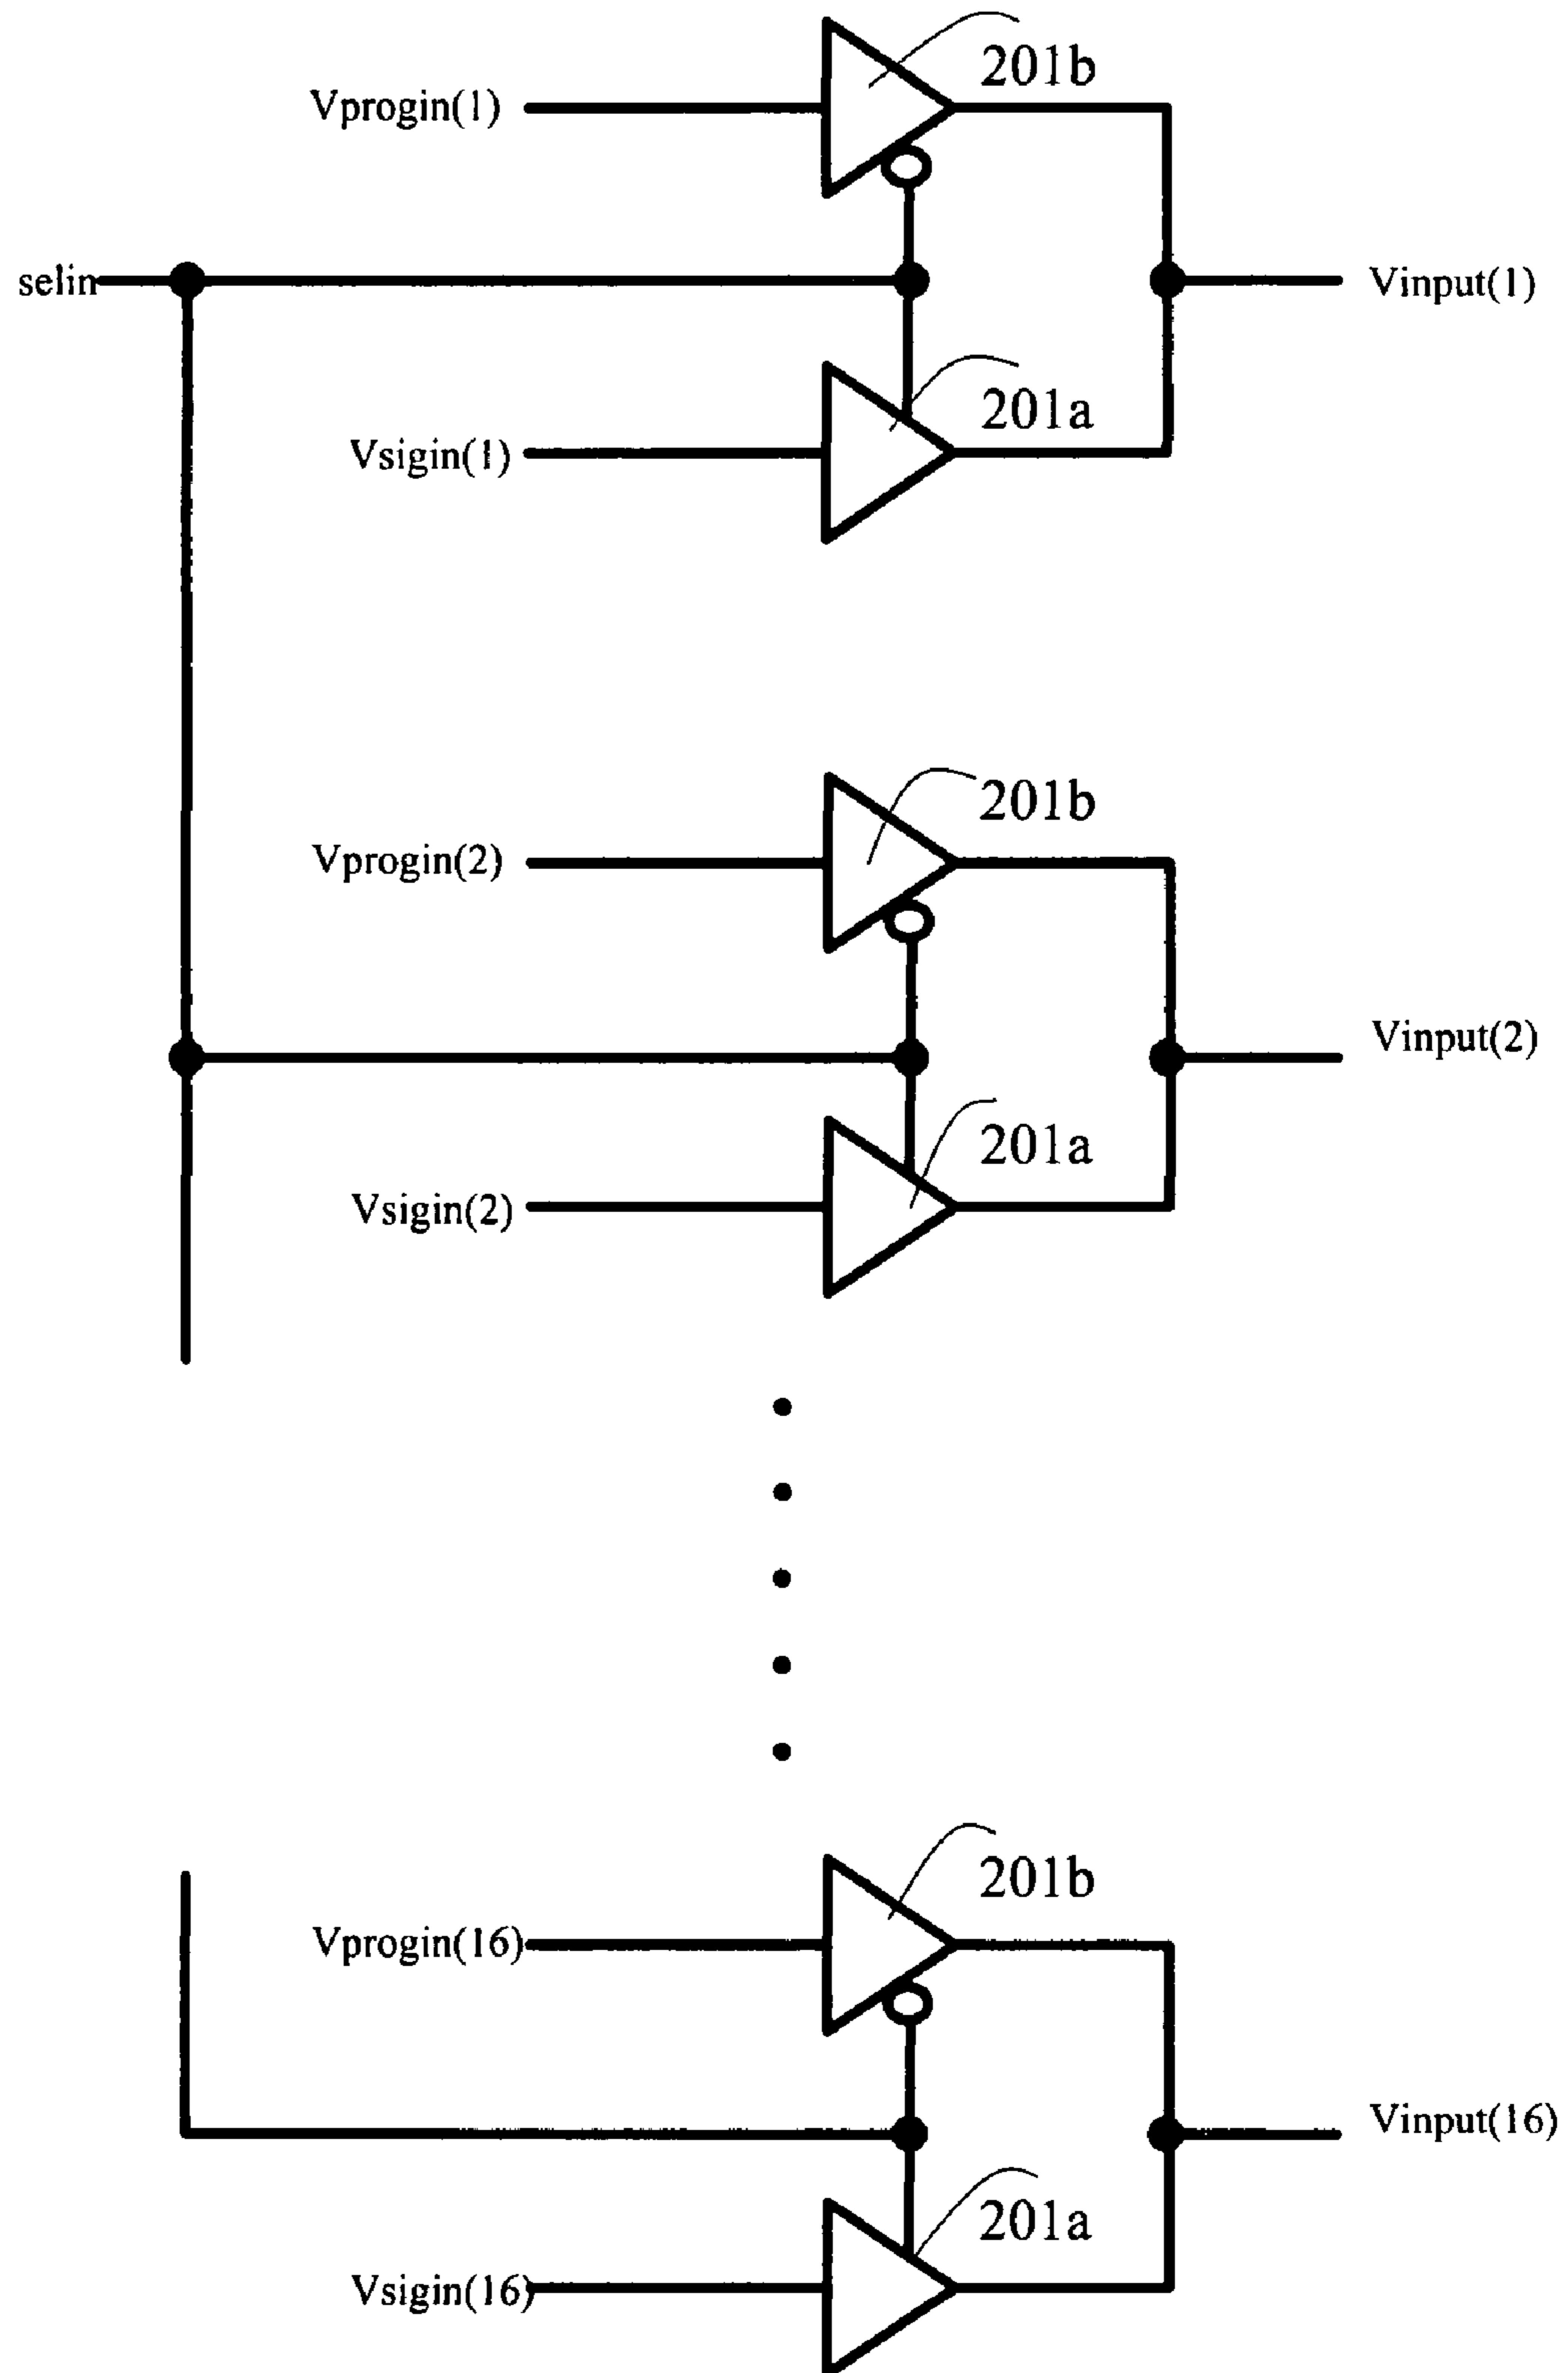 201b
Vprogin(1)
selin
Vinput(1)
201a
Vsigin(1)
201b
Vprogin(2)
Vinput(2)
201a
Vsigin(2)
201b
Vprogin(16)
Vinput(16)
201a
Vsigin(16)